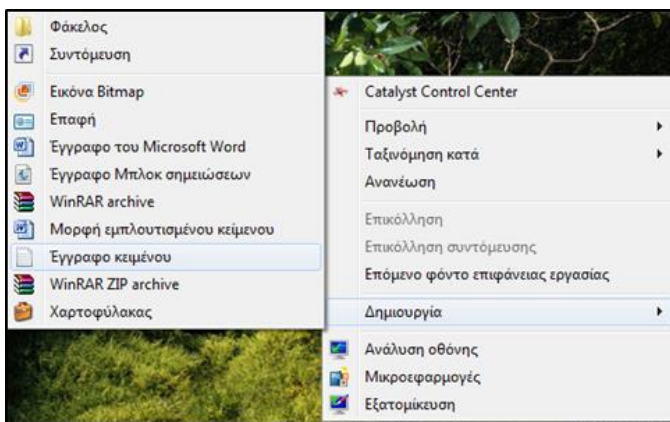 Φάκελος
Συντόμευση
Εικόνα Bitmap
Επαφή
Έγγραφο του Microsoft Word
Έγγραφο Μπλοκ σημειώσεων
WinRAR archive
Μορφή εμπλουτισμένου κείμενου
Έγγραφο κειμένου
WinRAR ZIP archive
Χαρτοφύλακας
Catalyst Control Center
Προβολή
Ταξινόμηση κατά
Ανανέωση
Επικόλληση
Επικόλληση συντόμευσης
Επόμενο φόντο επιφάνειας εργασίας
Δημιουργία
Ανάλυση οθόνης
Μικροεφαρμογές
Εξατομίκευση